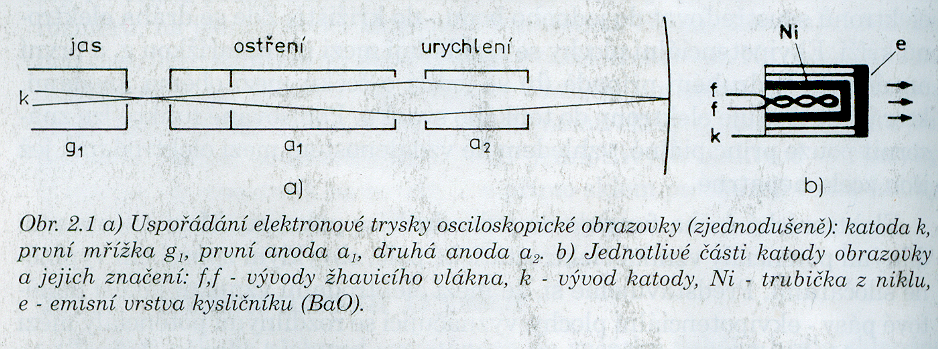 jas ostření urychlení Ni e
k f
f
k
g1 a1 a2
a) b)
Obr. 2.1 a) Uspořádání elektronové trysky osciloskopické obrazovky (zjednodušeně): katoda k,
první mřížka g1, první anoda a1, druhá anoda a2. b) Jednotlivé části katody obrazovky
a jejich značení: f,f - vývody žhavicího vlákna, k - vývod katody, Ni - trubička z niklu,
e - emisní vrstva kysličníku (BaO).